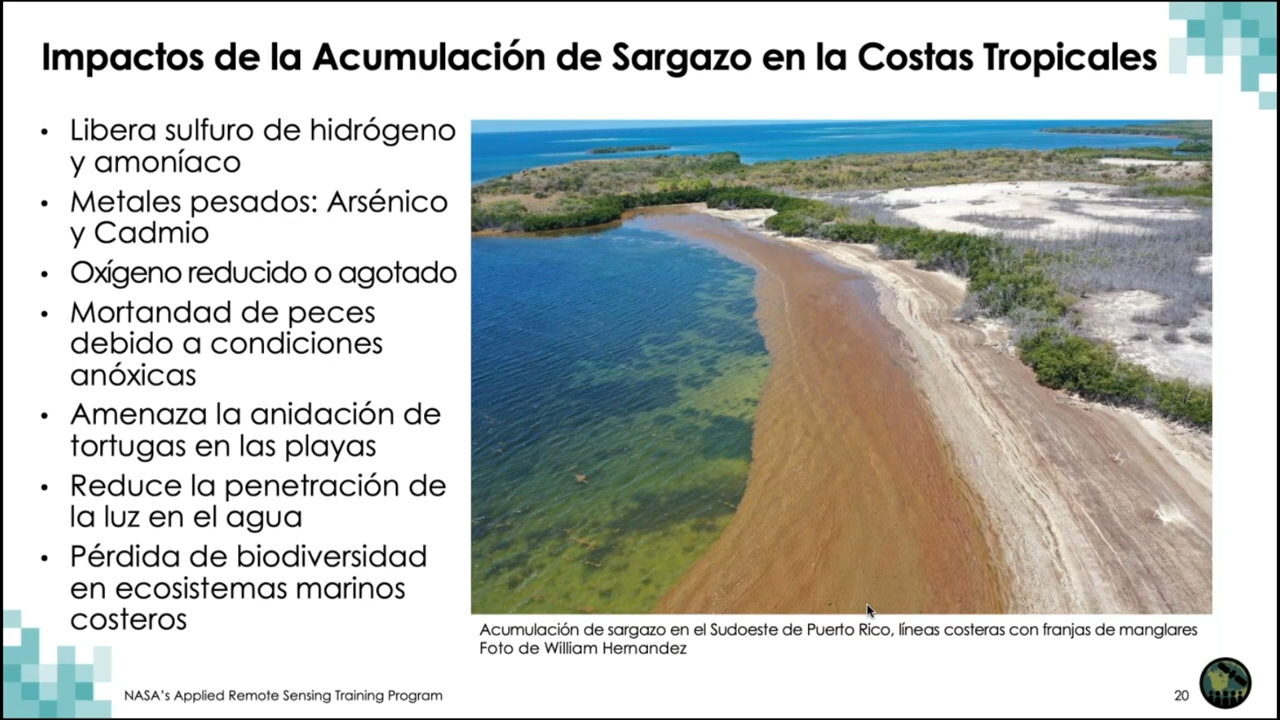 Impactos de la Acumulación de Sargazo en la Costas Tropicales
• Libera sulfuro de hidrógeno
y amoníaco
• Metales pesados: Arsénico
y Cadmio
• Oxígeno reducido o agotado
• Mortandad de peces
debido a condiciones
anóxicas
• Amenaza la anidación de
tortugas en las playas
• Reduce la penetración de
la luz en el agua
• Pérdida de biodiversidad
en ecosistemas marinos
costeros
Acumulación de sargazo en el Sudoeste de Puerto Rico, líneas costeras con franjas de manglares
Foto de William Hernandez
NASA's Applied Remote Sensing Training Program
20